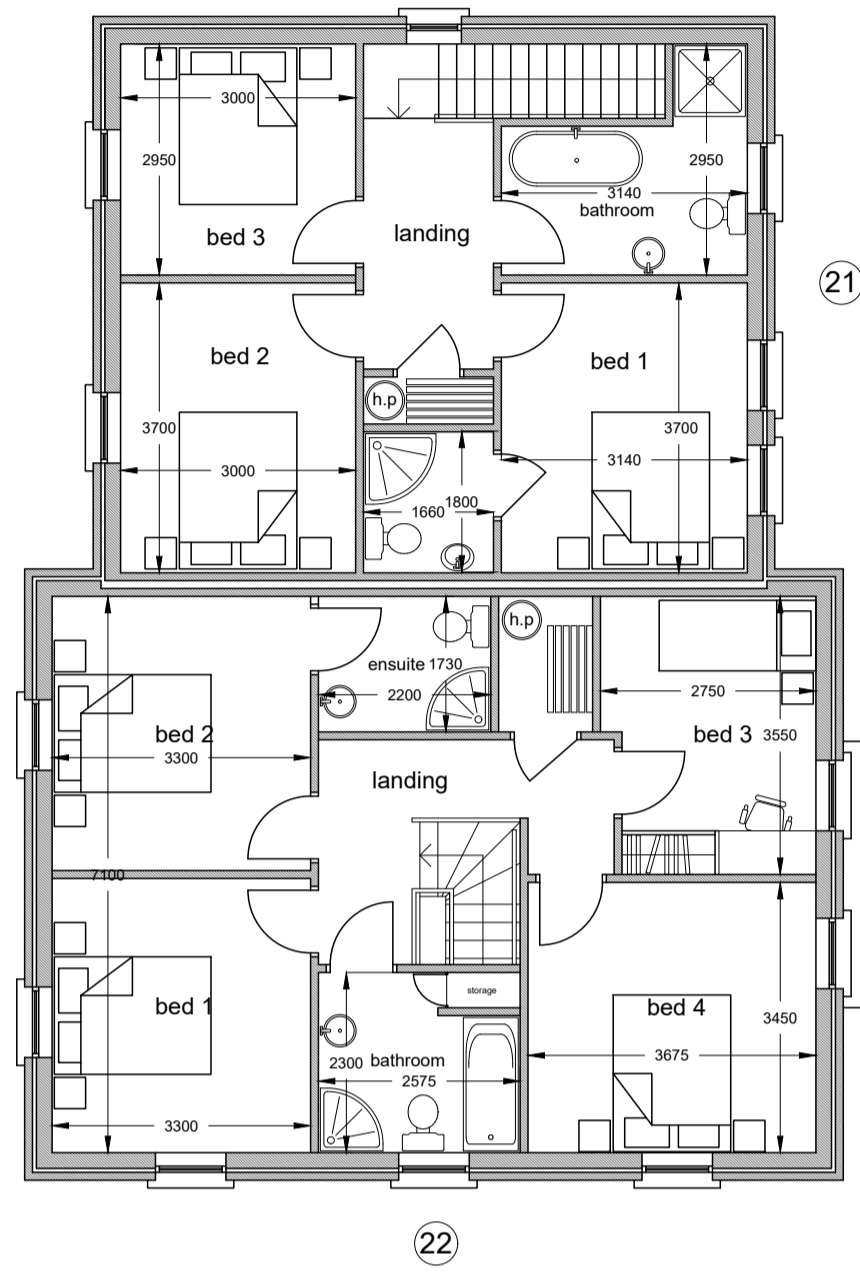 3000
2950
2950
3140
bathroom
bed 3
landing
21
bed 2
bed 1
h.p
3700
3700
3000
3140
1800
1660
h.p
ensuite 1730
2200
2750
bed 2
3300
bed 3
3550
landing
7100
storage
bed 1
bed 4
3450
bathroom
2300
2575
3675
3300
22